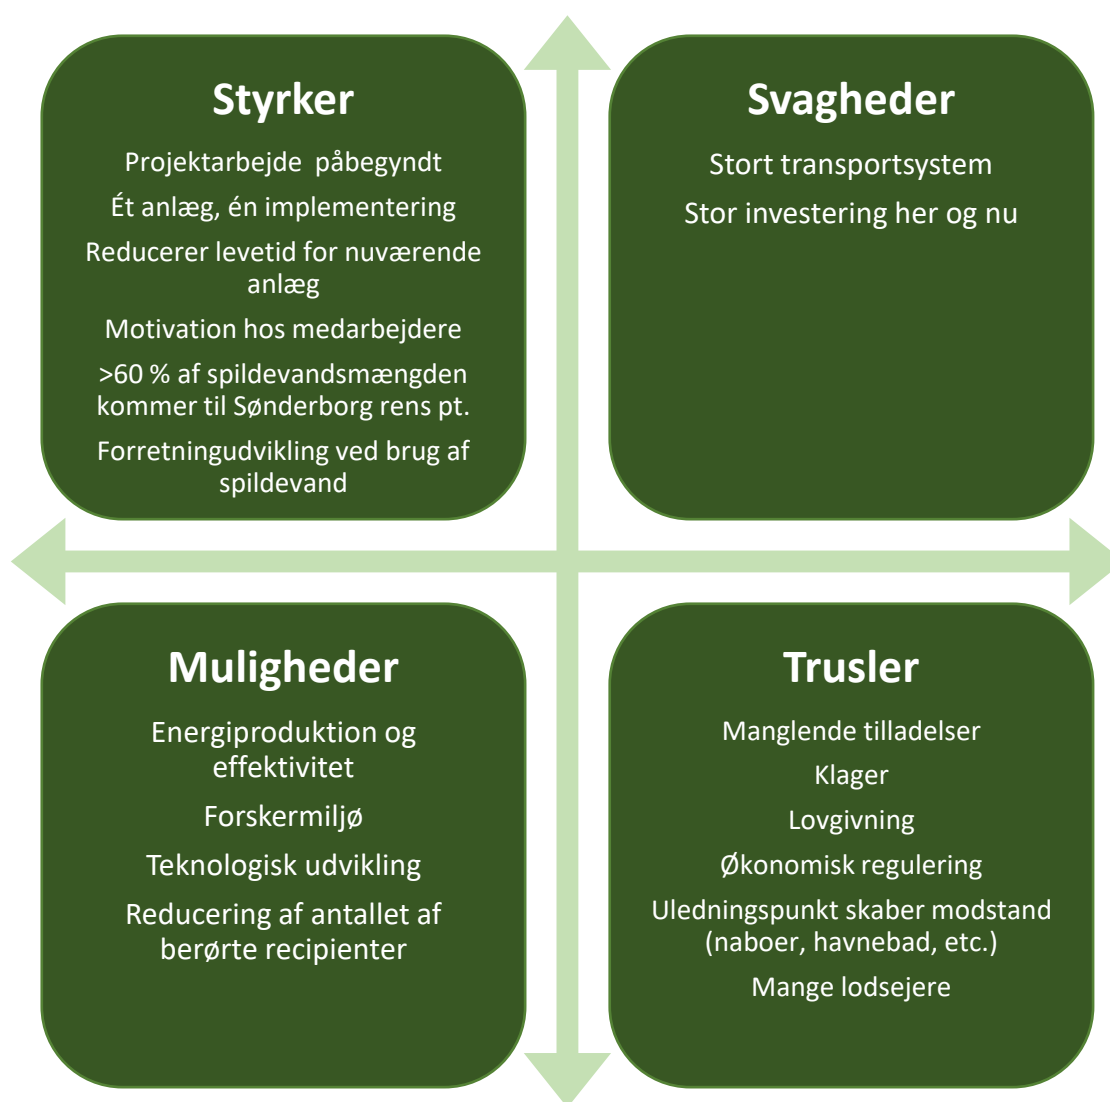 Styrker
Projektarbejde påbegyndt
Ét anlæg, én implementering
Reducerer levetid for nuværende
anlæg
Motivation hos medarbejdere
>60 % af spildevandsmængden
kommer til Sønderborg rens pt.
Forretningudvikling ved brug af
spildevand
Svagheder
Stort transportsystem
Stor investering her og nu
Muligheder
Energiproduktion og
effektivitet
Forskermiljø
Teknologisk udvikling
Reducering af antallet af
berørte recipienter
Trusler
Manglende tilladelser
Klager
Lovgivning
Økonomisk regulering
Uledningspunkt skaber modstand
(naboer, havnebad, etc.)
Mange lodsejere